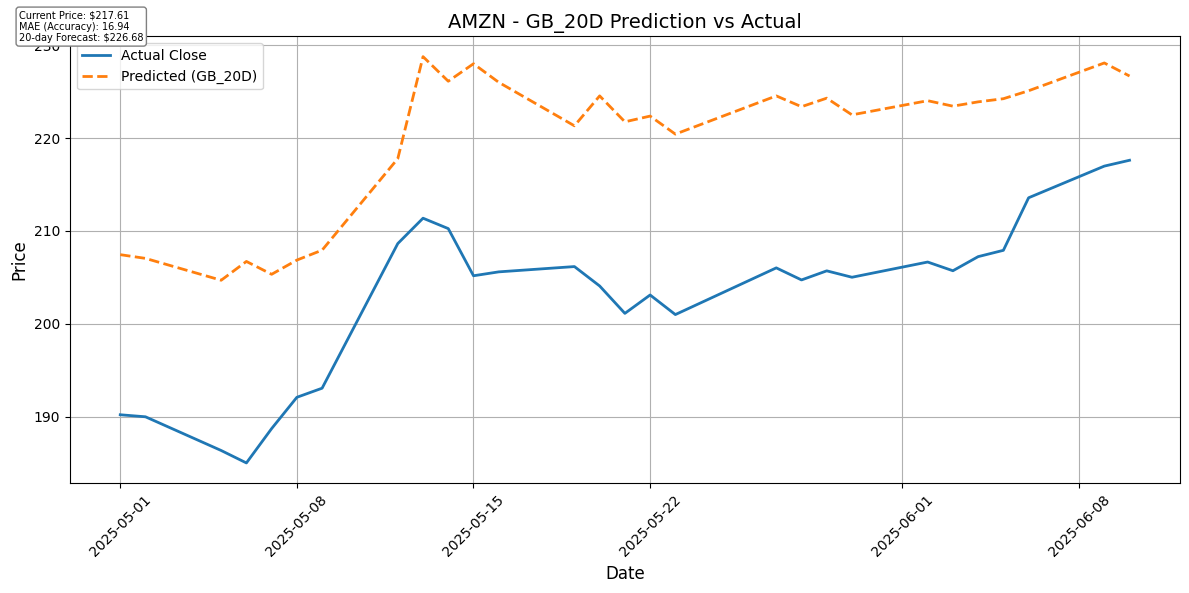 Current Price: $217.61
MAE (Accuracy): 16.94
20-day Forecast: $226.68
AMZN - GB_20D Prediction vs Actual
Actual Close
Predicted (GB_20D)
230
220
210
200
190
Price
2025-05-01
2025-05-08
2025-05-15
2025-05-22
2025-06-01
2025-06-08
Date